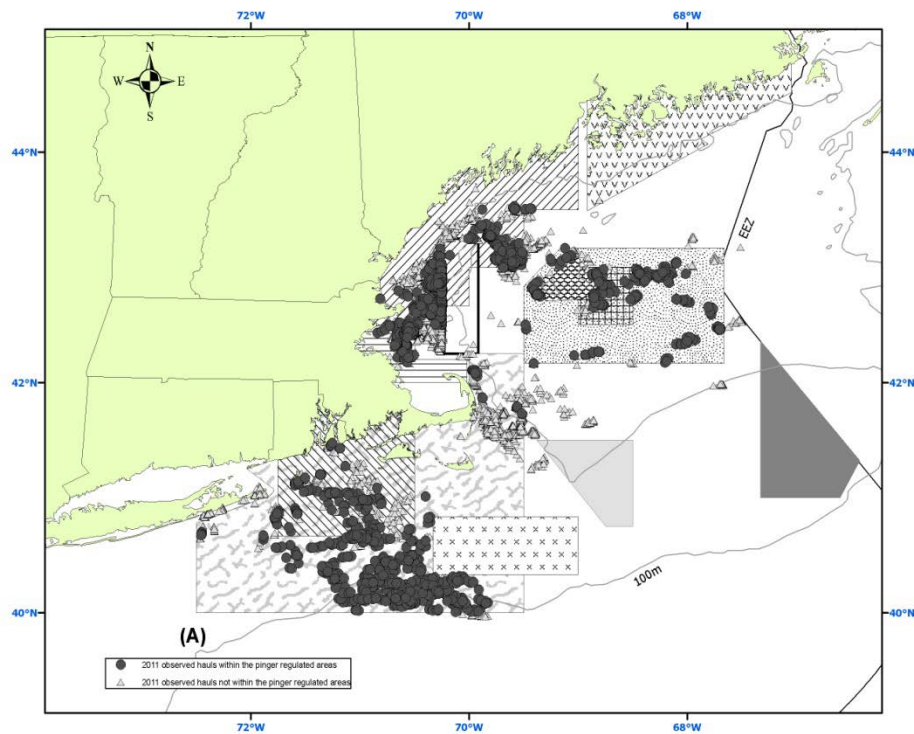 72°W 70°W 68°W
N
W E
S
44°N 44°N
EEZ
42°N 42°N
100m
40°N 40°N
(A)
2011 observed hauls within the pinger regulated areas
2011 observed hauls not within the pinger regulated areas
72°W 70°W 68°W